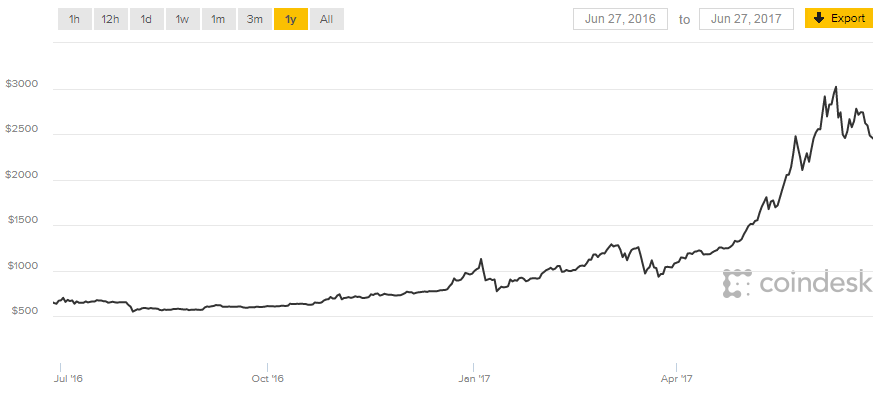 1h 12h 1d 1w 1m 3m 1y All Jun 27, 2016 to Jun 27, 2017 Export
$3000
$2500
$2000
$1500
$1000
coindesk
$500
Jul '16 Oct '16 Jan '17 Apr '17